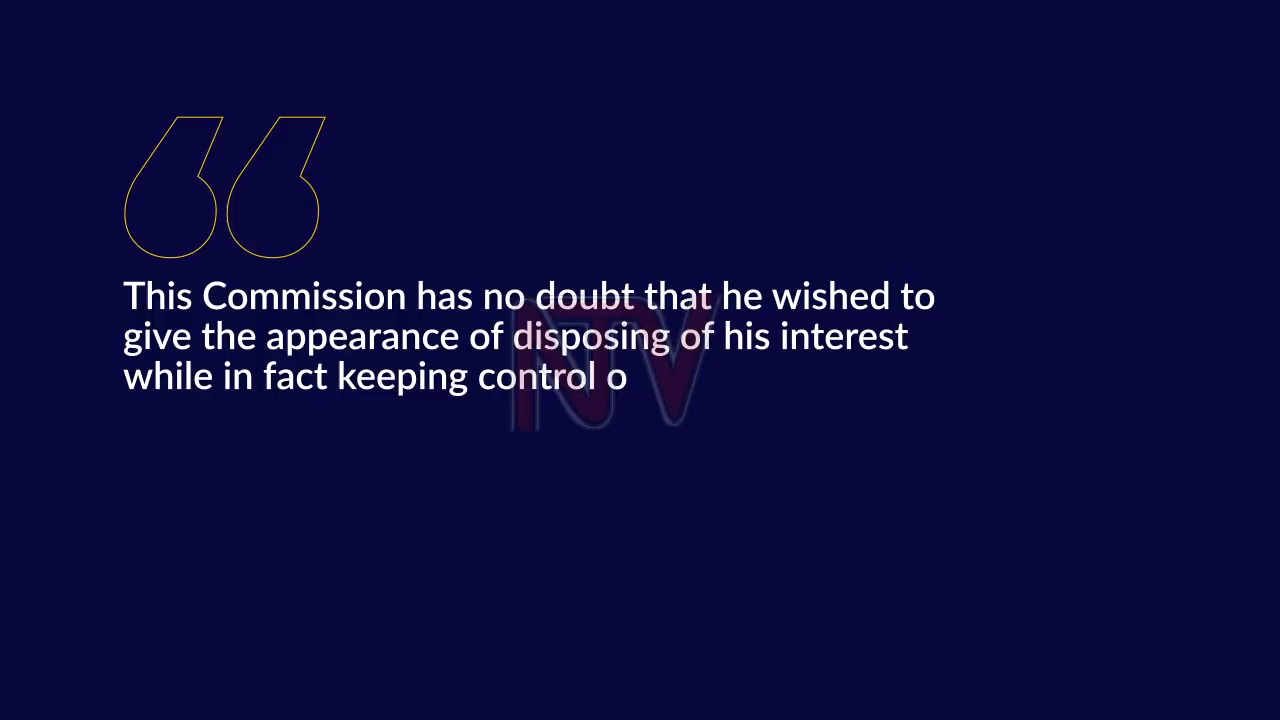 This Commission has no doubt that he wished to
give the appearance of disposing of his interest
while in fact keeping control o
NTV